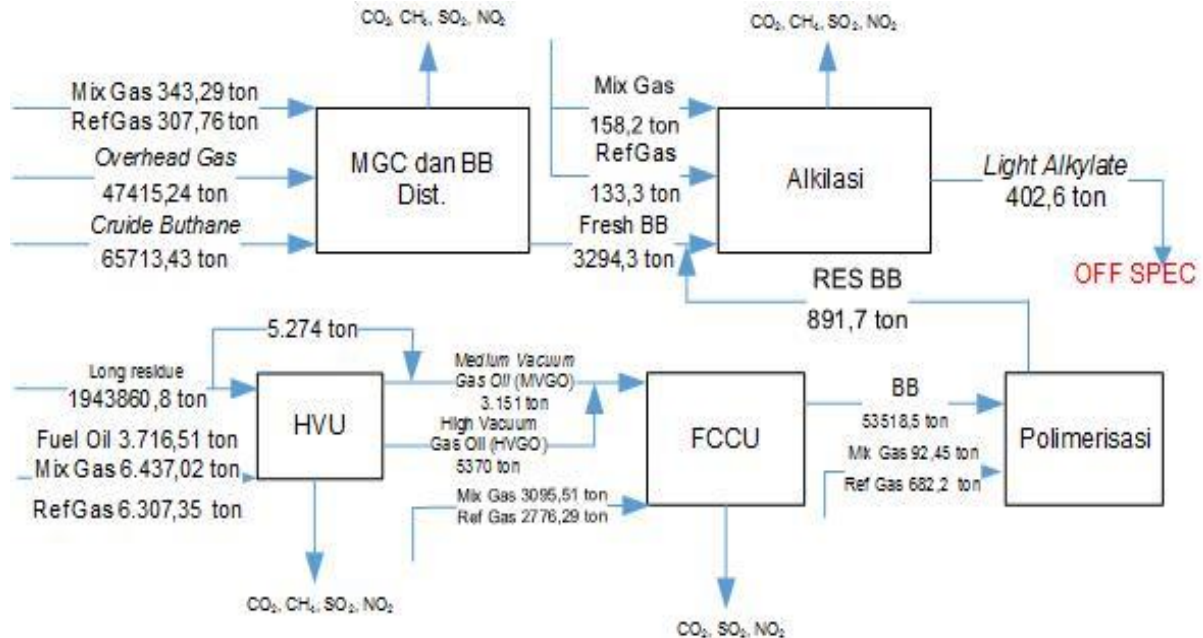 CO₂, CH₄, SO₂, NO₂
Mix Gas 343,29 ton
RefGas 307,76 ton
Overhead Gas
47415,24 ton
Cruide Buthane
65713,43 ton
MGC dan BB
Dist.
CO₂, CH₄, SO₂, NO₂
Mix Gas
158,2 ton
RefGas
133,3 ton
Fresh BB
3294,3 ton
Alkilasi
Light Alkylate
402,6 ton
OFF SPEC
RES BB
891,7 ton
5.274 ton
Long residue
1943860,8 ton
Fuel Oil 3.716,51 ton
Mix Gas 6.437,02 ton
RefGas 6.307,35 ton
HVU
CO₂, CH₄, SO₂, NO₂
Medium Vacuum
Gas Oil (MVGO)
3.151 ton
High Vacuum
Gas Oil (HVGO)
5370 ton
Mix Gas 3095,51 ton
Ref Gas 2776,29 ton
FCCU
CO₂, SO₂, NO₂
BB
53518,5 ton
Mix Gas 92,45 ton
Ref Gas 682,2 ton
Polimerisasi